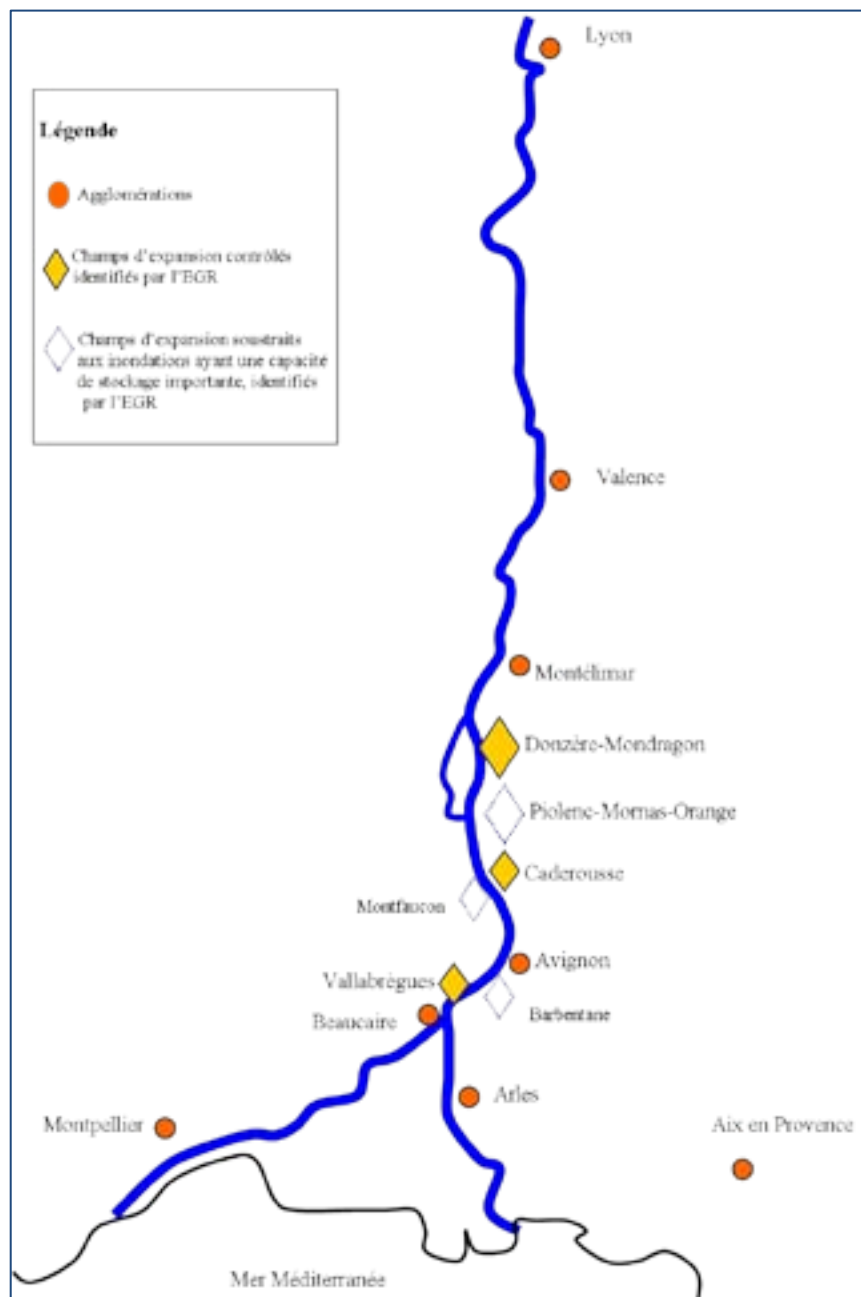 Lyon
Légende
Agglomérations
Champs d'expansion contrôlés
identifiés par l'EGR
Champs d'expansion soustraits
aux inondations ayant une capacité
de stockage importante, identifiés
par l'EGR
Valence
Montélimar
Donzère-Mondragon
Piolenc-Mornas-Orange
Caderousse
Montfaucon
Avignon
Vallabrègues
Beaucaire
Barbentane
Arles
Montpellier
Aix en Provence
Mer Méditerranée